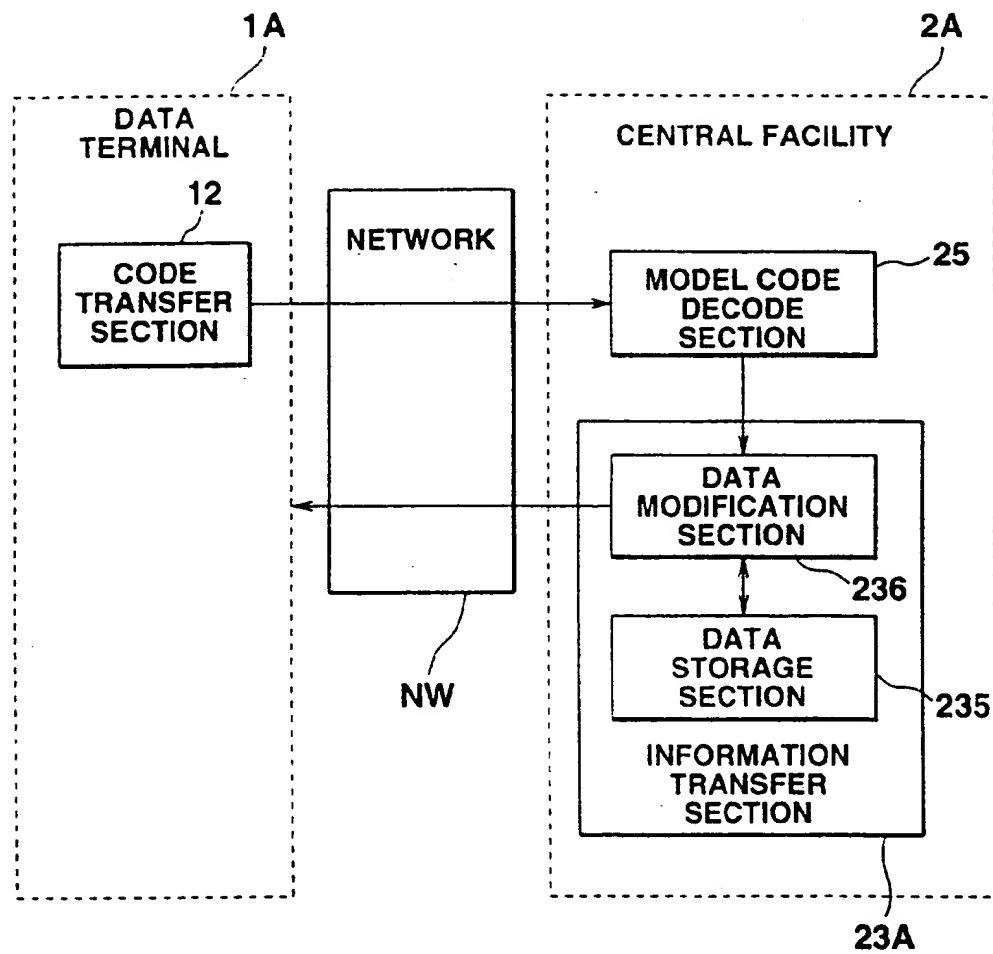 1A
2A
DATA
TERMINAL
CENTRAL FACILITY
12
NETWORK
25
CODE
TRANSFER
SECTION
MODEL CODE
DECODE
SECTION
DATA
MODIFICATION
SECTION
236
DATA
STORAGE
SECTION
NW
235
INFORMATION
TRANSFER
SECTION
23A